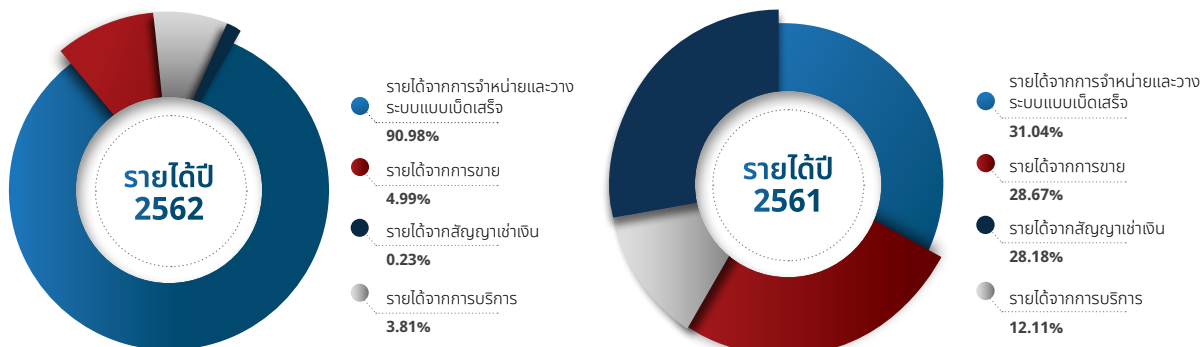 รายได้ปี
2562
รายได้จากการจำหน่ายและวาง
ระบบแบบเบ็ดเสร็จ
90.98%
รายได้จากการขาย
4.99%
รายได้จากสัญญาเช่าเงิน
0.23%
รายได้จากการบริการ
3.81%
รายได้ปี
2561
รายได้จากการจำหน่ายและวาง
ระบบแบบเบ็ดเสร็จ
31.04%
รายได้จากการขาย
28.67%
รายได้จากสัญญาเช่าเงิน
28.18%
รายได้จากการบริการ
12.11%